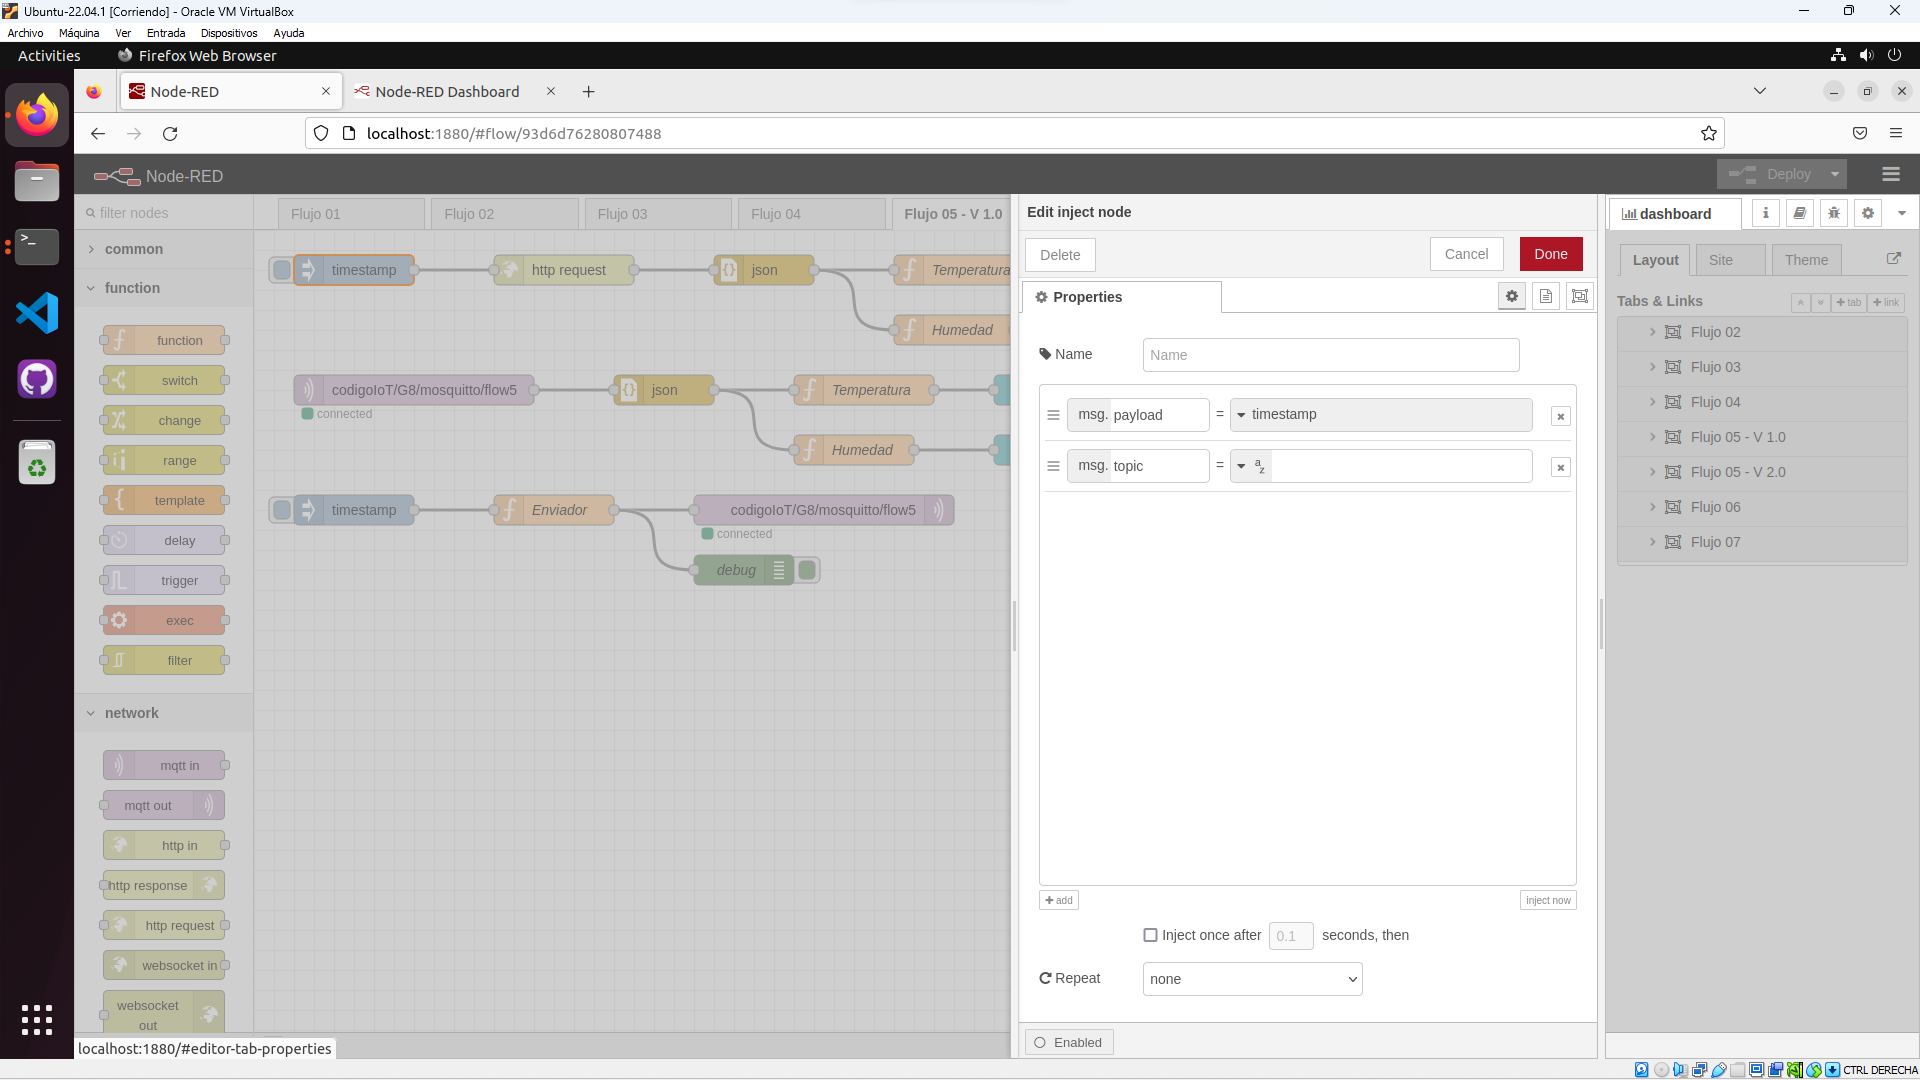 Ubuntu-22.04.1 [Corriendo] - Oracle VM VirtualBox
Archivo Máquina Ver Entrada Dispositivos Ayuda
Activities Firefox Web Browser
Node-RED Node-RED Dashboard
localhost:1880/#flow/93d6d76280807488
Node-RED Deploy
filter nodes
common
function
function
switch
change
range
template
delay
trigger
exec
filter
network
mqtt in
mqtt out
http in
http response
http request
websocket in
websocket
out
Flujo 01 Flujo 02 Flujo 03 Flujo 04 Flujo 05 - V 1.0
timestamp http request json Temperatura
Humedad
codigoIoT/G8/mosquitto/flow5 json Temperatura
connected
Humedad
timestamp Enviador codigoIoT/G8/mosquitto/flow5
connected
debug
Edit inject node
Delete Cancel Done
Properties
Name Name
msg. payload = timestamp
msg. topic = az
add inject now
Inject once after 0.1 seconds, then
Repeat none
Enabled
dashboard
Layout Site Theme
Tabs & Links tab link
Flujo 02
Flujo 03
Flujo 04
Flujo 05 - V 1.0
Flujo 05 - V 2.0
Flujo 06
Flujo 07
localhost:1880/#editor-tab-properties
CTRL DERECHA